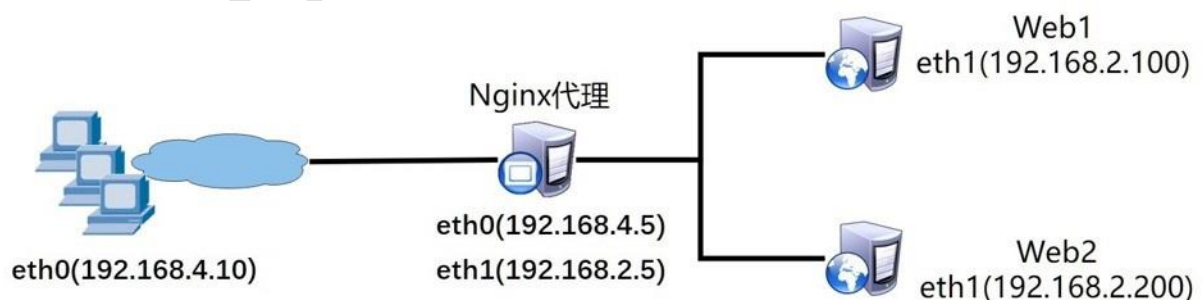 Web1
eth1(192.168.2.100)
Nginx代理
eth0(192.168.4.5)
eth1(192.168.2.5)
eth0(192.168.4.10)
Web2
eth1(192.168.2.200)